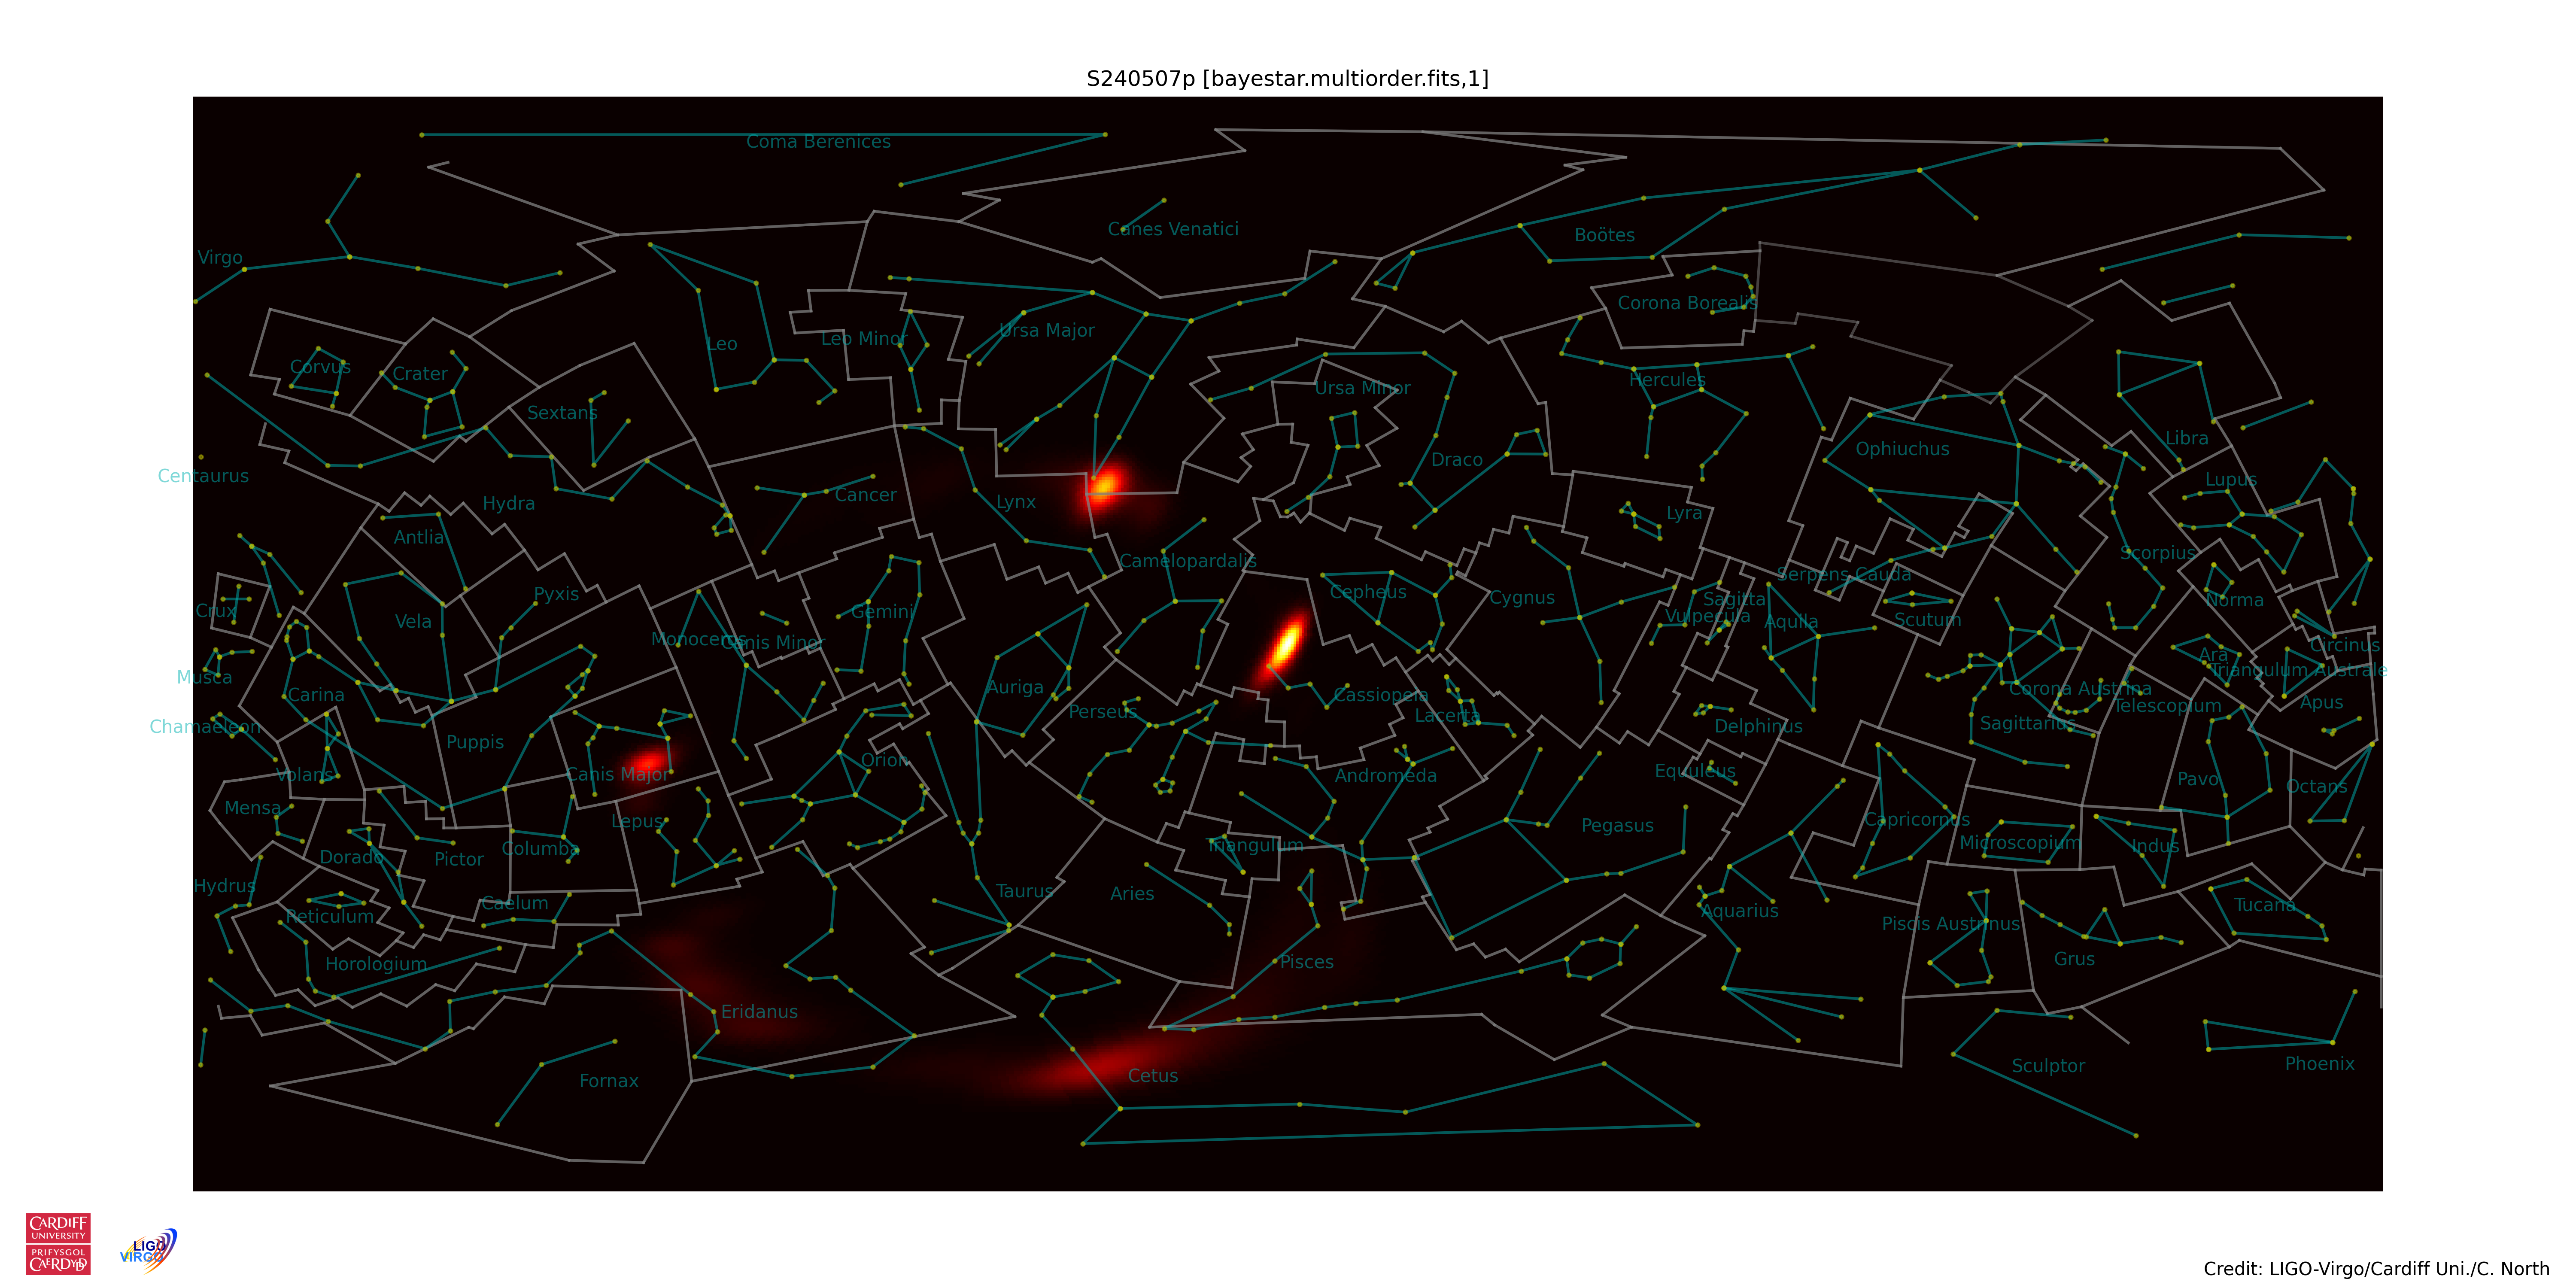 S240507p [bayestar.multiorder.fits,1]
Coma Berenices
Canes Venatici
Boötes
Virgo
Corona Borealis
Ursa Major
Leo Minor
Leo
Corvus
Crater
Ursa Minor
Hercules
Sextans
Libra
Ophiuchus
Draco
Centaurus
Lupus
Cancer
Hydra
Lynx
Lyra
Antlia
Scorpius
Camelopardalis
Serpens Cauda
Pyxis
Cepheus
Cygnus
Sagitta
Norma
Crux
Gemini
Vulpecula
Scutum
Vela
Aquila
Monoceros
Canis Minor
Circinus
Ara
Triangulum Australe
Musca
Auriga
Corona Austrina
Carina
Cassiopeia
Apus
Telescopium
Perseus
Lacerta
Sagittarius
Chamaeleon
Delphinus
Puppis
Orion
Equuleus
Volans
Canis Major
Andromeda
Pavo
Octans
Mensa
Lepus
Capricornus
Pegasus
Columba
Triangulum
Microscopium
Indus
Dorado
Pictor
Hydrus
Taurus
Aries
Caelum
Tucana
Aquarius
Reticulum
Piscis Austrinus
Horologium
Pisces
Grus
Eridanus
Sculptor
Phoenix
Cetus
Fornax
CARDIFF
UNIVERSITY
PRIFYSGOL
CAERDYDD
LIGO
VIRGO
Credit: LIGO-Virgo/Cardiff Uni./C. North